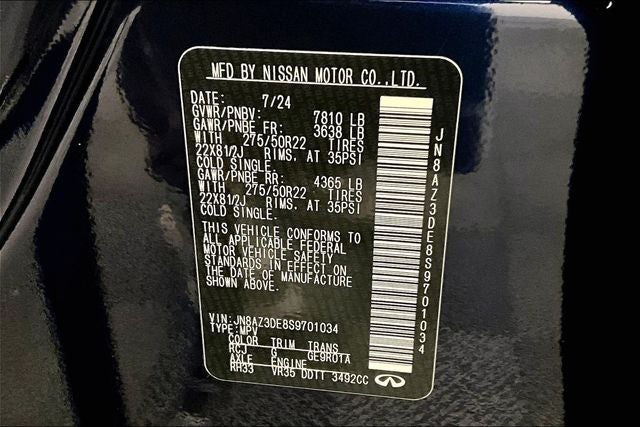 MFD BY NISSAN MOTOR CO.,LTD.
DATE: 7/24
GVWR/PNBV: 7810 LB
GAWR/PNBE FR: 3638 LB
WITH 275/50R22 TIRES
22X81/2J RIMS, AT 35PSI
COLD SINGLE.
GAWR/PNBE RR: 4365 LB
WITH 275/50R22 TIRES
22X81/2J RIMS, AT 35PSI
COLD SINGLE.
THIS VEHICLE CONFORMS TO
ALL APPLICABLE FEDERAL
MOTOR VEHICLE SAFETY
STANDARDS IN EFFECT ON
THE DATE OF MANUFACTURE
SHOWN ABOVE.
VIN: JN8AZ3DE8S9701034
TYPE: MPV
COLOR TRIM TRANS
RCJ G GE9R01A
AXLE ENGINE
RH33 VR35 DDTT 3492CC
JN8AZ3DE8S9701034